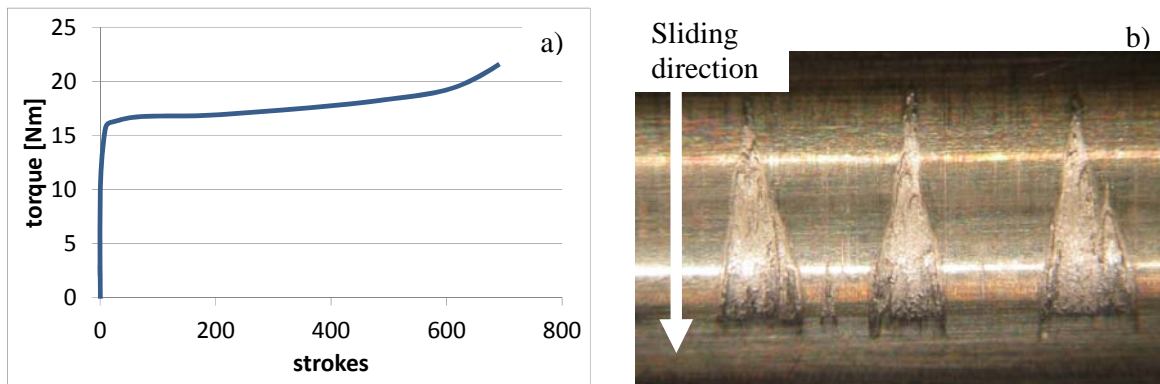 25
20
15
10
5
0
torque [Nm]
a)
0 200 400 600 800
strokes
Sliding
direction
b)